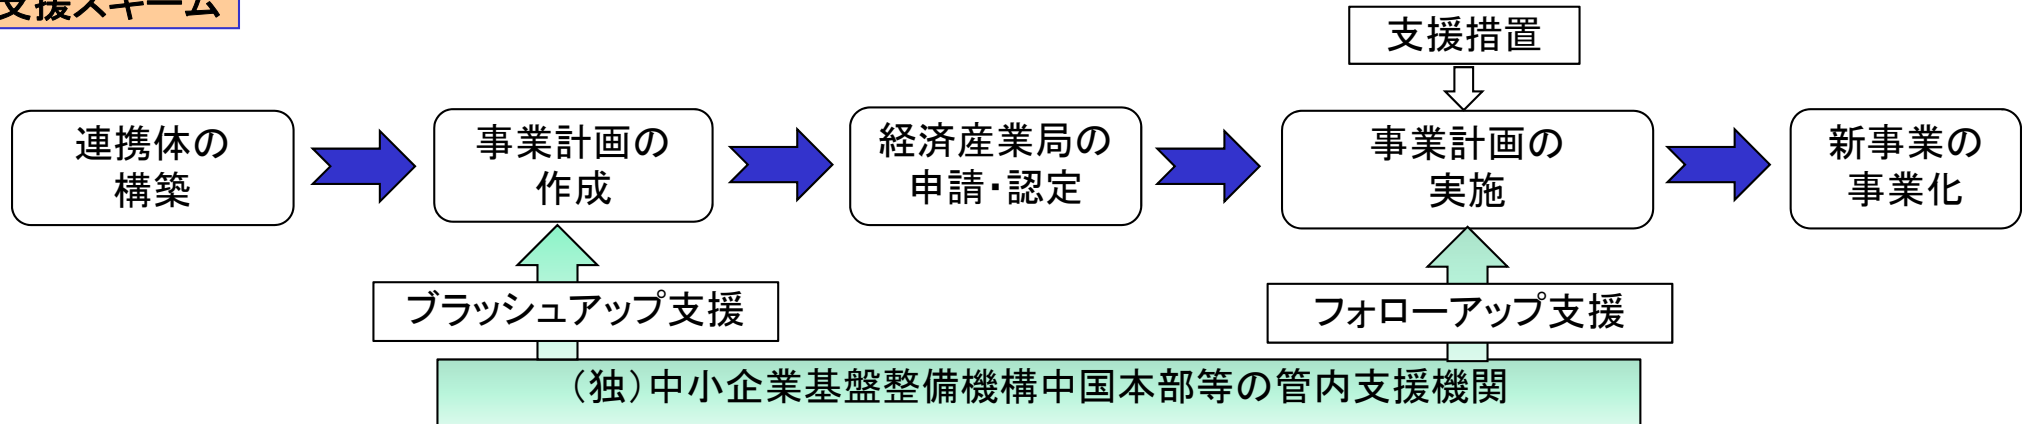 支援スキーム
支援措置
連携体の
構築
事業計画の
作成
経済産業局の
申請・認定
事業計画の
実施
新事業の
事業化
ブラッシュアップ支援
フォローアップ支援
（独）中小企業基盤整備機構中国本部等の管内支援機関